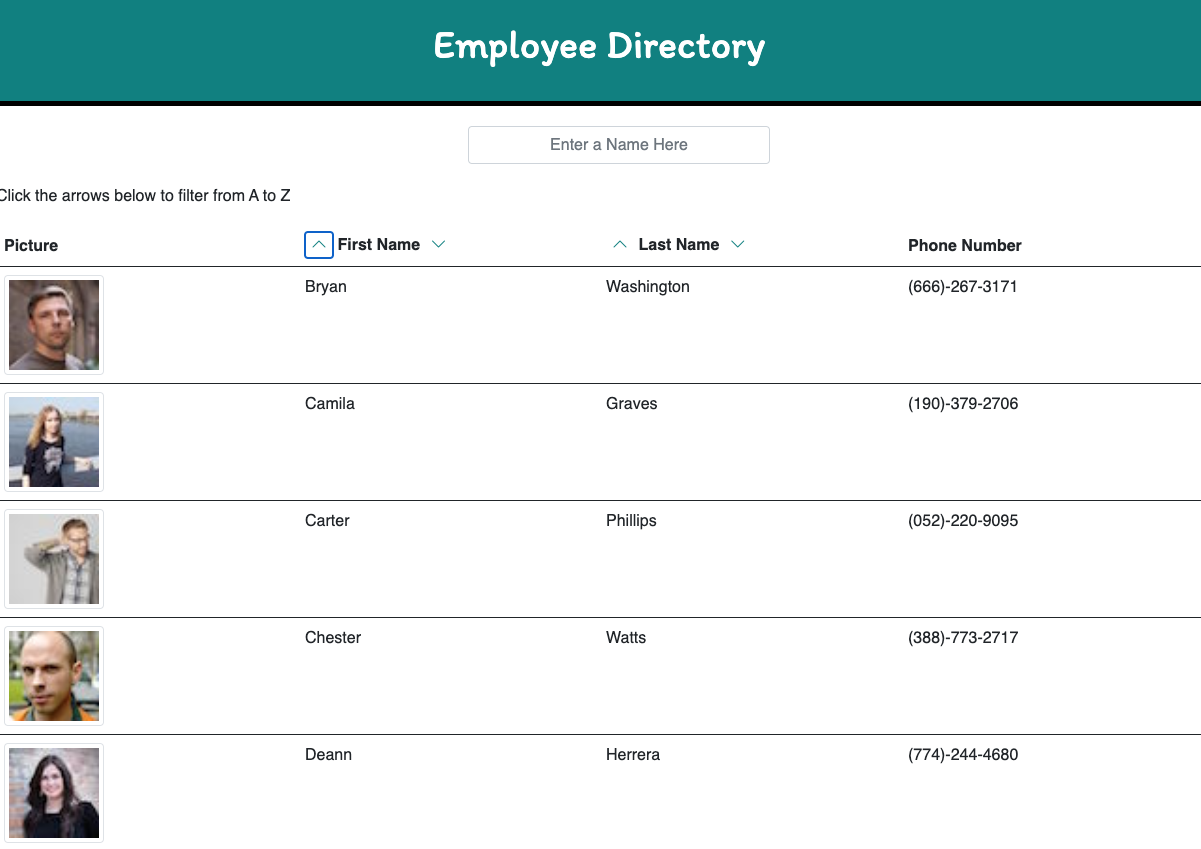 Employee Directory
Enter a Name Here
Click the arrows below to filter from A to Z
Picture First Name Last Name Phone Number
Bryan Washington (666)-267-3171
Camila Graves (190)-379-2706
Carter Phillips (052)-220-9095
Chester Watts (388)-773-2717
Deann Herrera (774)-244-4680